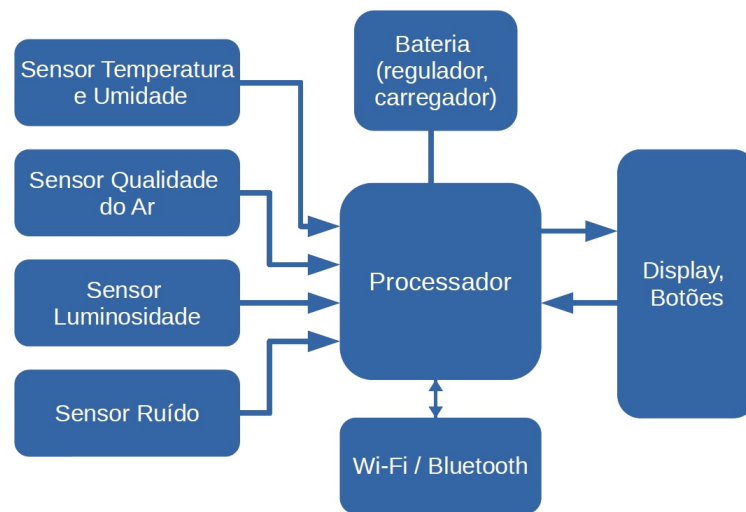 Sensor Temperatura
e Umidade
Bateria
(regulador,
carregador)
Sensor Qualidade
do Ar
Processador
Display,
Botões
Sensor
Luminosidade
Sensor Ruído
Wi-Fi / Bluetooth